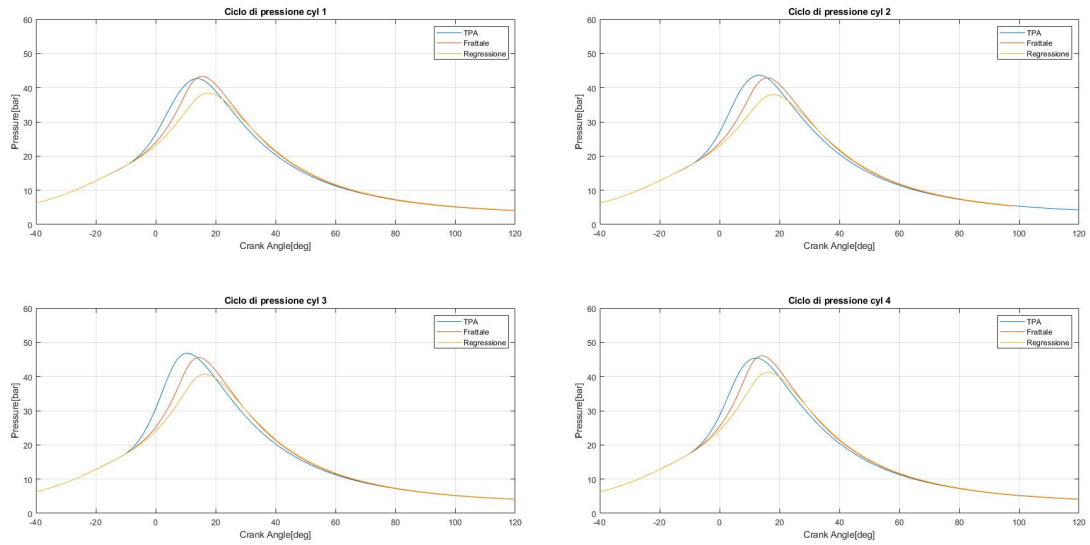 Ciclo di pressione cyl 1
60
50
40
30
20
10
0
Pressure[bar]
-40 -20 0 20 40 60 80 100 120
Crank Angle[deg]
TPA
Frattale
Regressione
Ciclo di pressione cyl 2
60
50
40
30
20
10
0
Pressure[bar]
-40 -20 0 20 40 60 80 100 120
Crank Angle[deg]
TPA
Frattale
Regressione
Ciclo di pressione cyl 3
60
50
40
30
20
10
0
Pressure[bar]
-40 -20 0 20 40 60 80 100 120
Crank Angle[deg]
TPA
Frattale
Regressione
Ciclo di pressione cyl 4
60
50
40
30
20
10
0
Pressure[bar]
-40 -20 0 20 40 60 80 100 120
Crank Angle[deg]
TPA
Frattale
Regressione